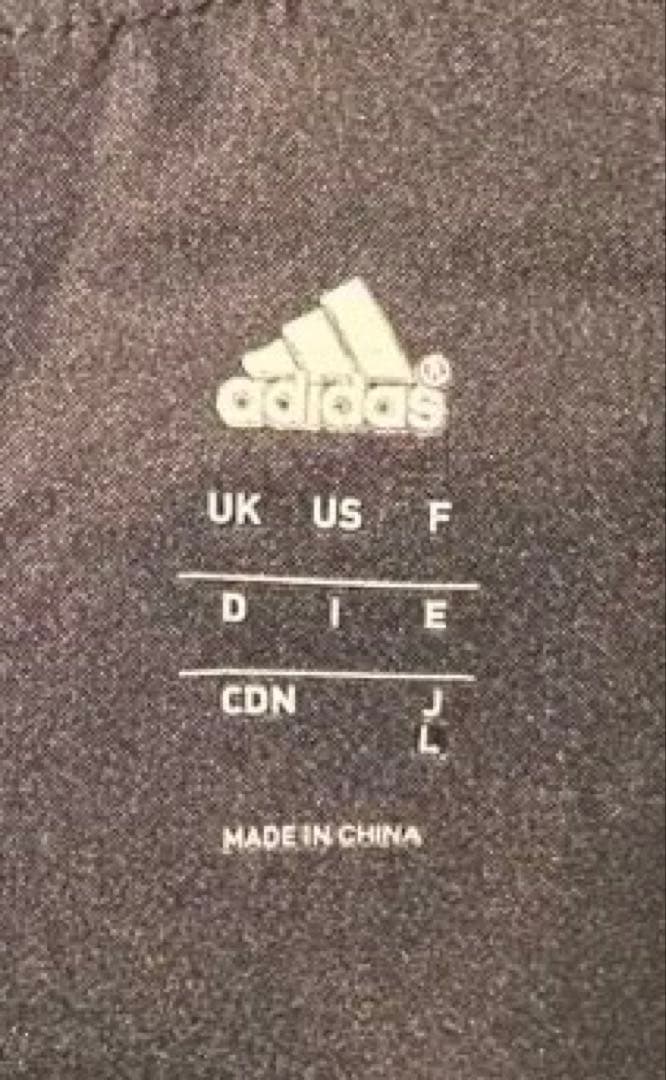 adidas®
UK US F
D I E
CDN J
L
MADE IN CHINA